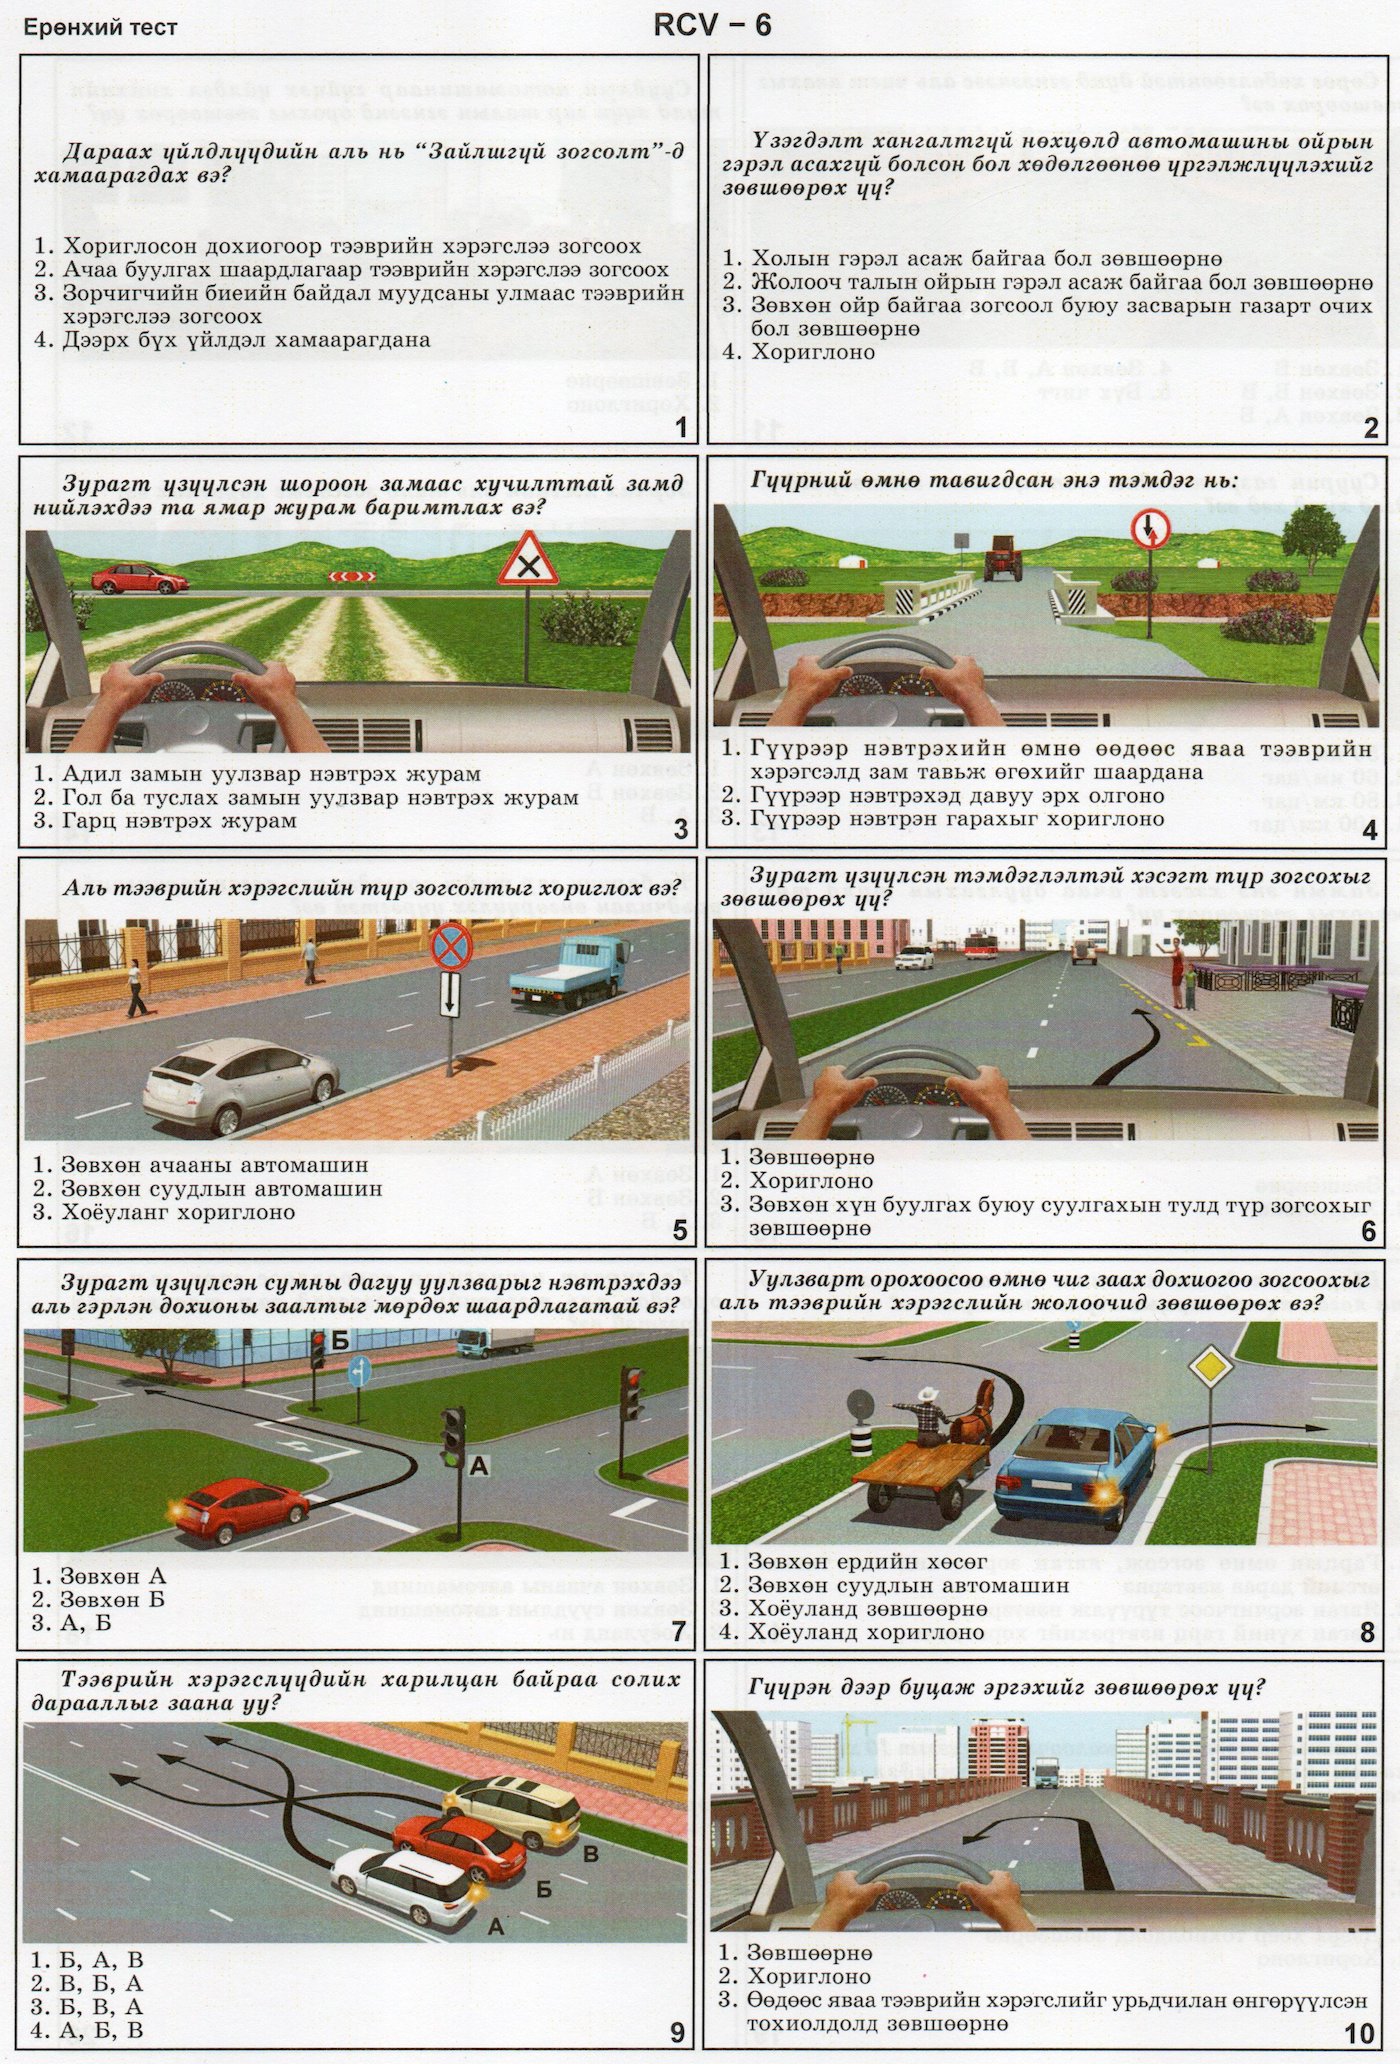 Ерөнхий тест
RCV – 6
Дараах үйлдлүүдийн аль нь “Зайлшгүй зогсолт”-д
хамаарагдах вэ?
1. Хориглосон дохиогоор тээврийн хэрэгслээ зогсоох
2. Ачаа буулгах шаардлагаар тээврийн хэрэгслээ зогсоох
3. Зорчигчийн биеийн байдал муудсаны улмаас тээврийн
хэрэгслээ зогсоох
4. Дээрх бүх үйлдэл хамаарагдана
1
Үзэгдэлт хангалтгүй нөхцөлд автомашины ойрын
гэрэл асахгүй болсон бол хөдөлгөөнөө үргэлжлүүлэхийг
зөвшөөрөх үү?
1. Холын гэрэл асаж байгаа бол зөвшөөрнө
2. Жолооч талын ойрын гэрэл асаж байгаа бол зөвшөөрнө
3. Зөвхөн ойр байгаа зогсоол буюу засварын газарт очих
бол зөвшөөрнө
4. Хориглоно
2
Зурагт үзүүлсэн шороон замаас хучилттай замд
нийлэхдээ та ямар журам баримтлах вэ?
1. Адил замын уулзвар нэвтрэх журам
2. Гол ба туслах замын уулзвар нэвтрэх журам
3. Гарц нэвтрэх журам
3
Гүүрний өмнө тавигдсан энэ тэмдэг нь:
1. Гүүрээр нэвтрэхийн өмнө өөдөөс яваа тээврийн
хэрэгсэлд зам тавьж өгөхийг шаардана
2. Гүүрээр нэвтрэхэд давуу эрх олгоно
3. Гүүрээр нэвтрэн гарахыг хориглоно
4
Аль тээврийн хэрэгслийн түр зогсолтыг хориглох вэ?
1. Зөвхөн ачааны автомашин
2. Зөвхөн суудлын автомашин
3. Хоёуланг хориглоно
5
Зурагт үзүүлсэн тэмдэглэлтэй хэсэгт түр зогсохыг
зөвшөөрөх үү?
1. Зөвшөөрнө
2. Хориглоно
3. Зөвхөн хүн буулгах буюу суулгахын тулд түр зогсохыг
зөвшөөрнө
6
Зурагт үзүүлсэн сумны дагуу уулзварыг нэвтрэхдээ
аль гэрлэн дохионы заалтыг мөрдөх шаардлагатай вэ?
Б
А
1. Зөвхөн А
2. Зөвхөн Б
3. А, Б
7
Уулзварт орохоосоо өмнө чиг заах дохиогоо зогсоохыг
аль тээврийн хэрэгслийн жолоочид зөвшөөрөх вэ?
1. Зөвхөн ердийн хөсөг
2. Зөвхөн суудлын автомашин
3. Хоёуланд зөвшөөрнө
4. Хоёуланд хориглоно
8
Тээврийн хэрэгслүүдийн харилцан байраа солих
дарааллыг заана уу?
В
Б
А
1. Б, А, В
2. В, Б, А
3. Б, В, А
4. А, Б, В
9
Гүүрэн дээр буцаж эргэхийг зөвшөөрөх үү?
1. Зөвшөөрнө
2. Хориглоно
3. Өөдөөс яваа тээврийн хэрэгслийг урьдчилан өнгөрүүлсэн
тохиолдолд зөвшөөрнө
10